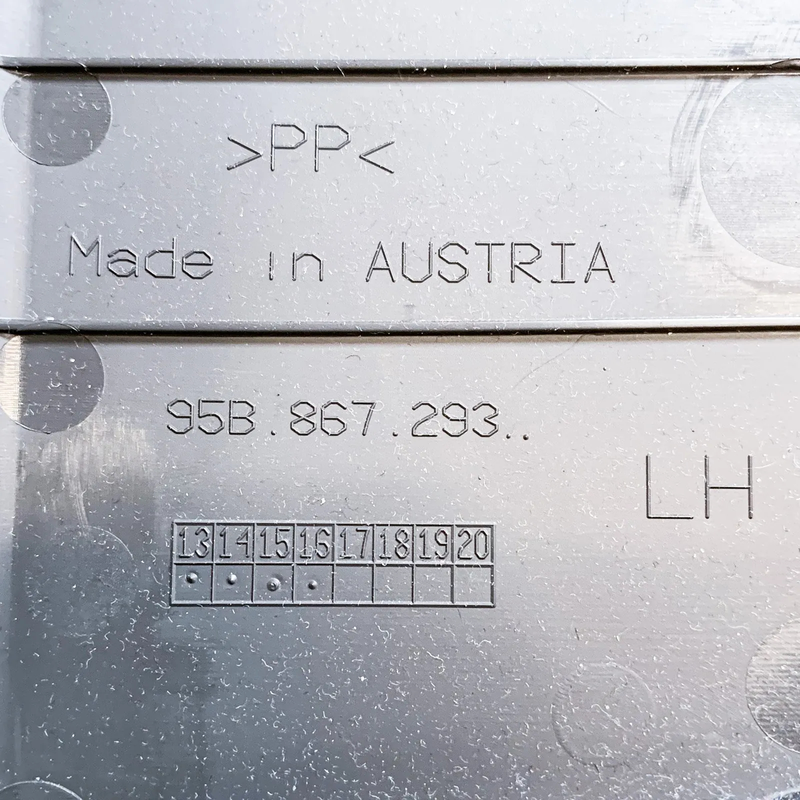 >PP<
Made in AUSTRIA
95B.867.293..
LH
13 14 15 16 17 18 19 20